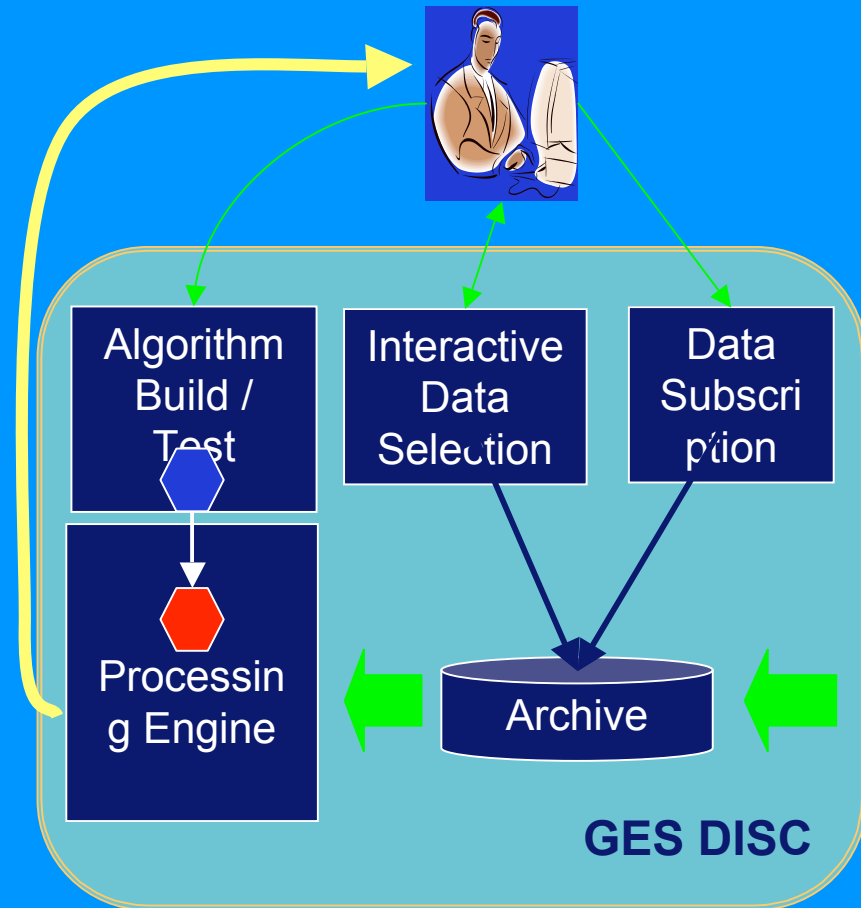 Algorithm
Build /
Test
Interactive
Data
Selection
Data
Subscri
ption
Processin
g Engine
Archive
GES DISC